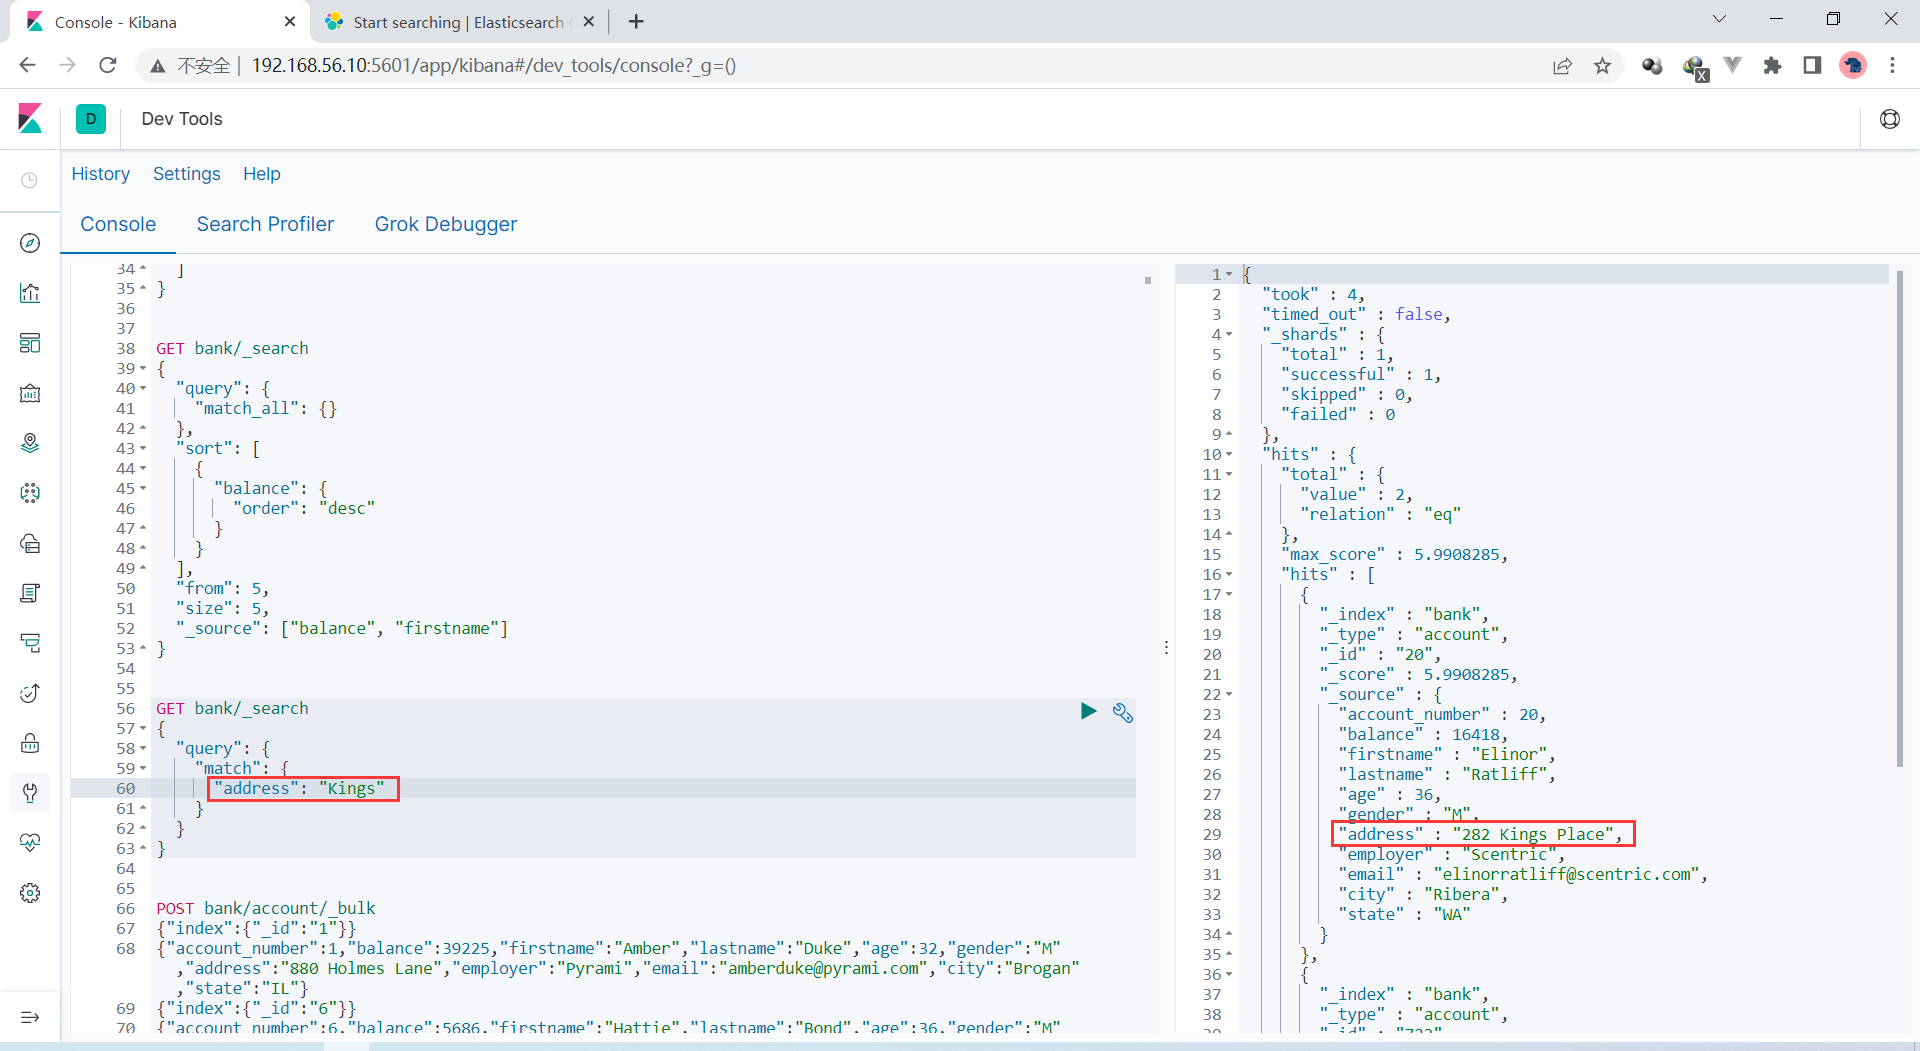 Console - Kibana
Start searching | Elasticsearch
不安全 | 192.168.56.10:5601/app/kibana#/dev_tools/console?_g=()
X
D Dev Tools
History Settings Help
Console Search Profiler Grok Debugger
34 ]
35 }
36
37
38 GET bank/_search
39 {
40 "query": {
41 "match_all": {}
42 },
43 "sort": [
44 {
45 "balance": {
46 "order": "desc"
47 }
48 }
49 ],
50 "from": 5,
51 "size": 5,
52 "_source": ["balance", "firstname"]
53 }
54
55
56 GET bank/_search
57 {
58 "query": {
59 "match": {
60 "address": "Kings"
61 }
62 }
63 }
64
65
66 POST bank/account/_bulk
67 {"index":{"_id":"1"}}
68 {"account_number":1,"balance":39225,"firstname":"Amber","lastname":"Duke","age":32,"gender":"M"
,"address":"880 Holmes Lane","employer":"Pyrami","email":"amberduke@pyrami.com","city":"Brogan"
,"state":"IL"}
69 {"index":{"_id":"6"}}
70 {"account_number":6,"balance":5686,"firstname":"Hattie","lastname":"Bond","age":36,"gender":"M"
1 {
2 "took" : 4,
3 "timed_out" : false,
4 "_shards" : {
5 "total" : 1,
6 "successful" : 1,
7 "skipped" : 0,
8 "failed" : 0
9 },
10 "hits" : {
11 "total" : {
12 "value" : 2,
13 "relation" : "eq"
14 },
15 "max_score" : 5.9908285,
16 "hits" : [
17 {
18 "_index" : "bank",
19 "_type" : "account",
20 "_id" : "20",
21 "_score" : 5.9908285,
22 "_source" : {
23 "account_number" : 20,
24 "balance" : 16418,
25 "firstname" : "Elinor",
26 "lastname" : "Ratliff",
27 "age" : 36,
28 "gender" : "M",
29 "address" : "282 Kings Place",
30 "employer" : "Scentric",
31 "email" : "elinorratliff@scentric.com",
32 "city" : "Ribera",
33 "state" : "WA"
34 }
35 },
36 {
37 "_index" : "bank",
38 "_type" : "account",
39 "_id" :